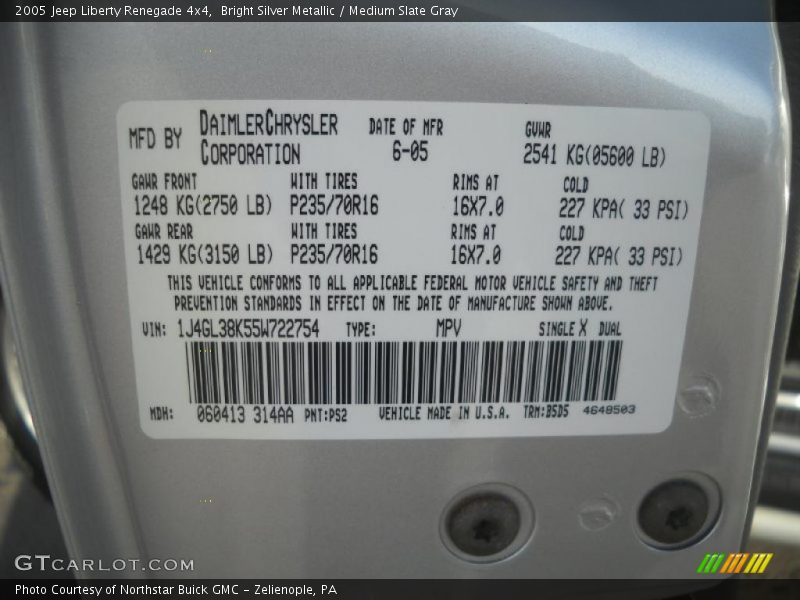 2005 Jeep Liberty Renegade 4x4,  Bright Silver Metallic / Medium Slate Gray
MFD BY DAIMLERCHRYSLER CORPORATION DATE OF MFR 6-05 GVWR 2541 KG(05600 LB)
GAWR FRONT WITH TIRES RIMS AT COLD
1248 KG(2750 LB) P235/70R16 16X7.0 227 KPA( 33 PSI)
GAWR REAR WITH TIRES RIMS AT COLD
1429 KG(3150 LB) P235/70R16 16X7.0 227 KPA( 33 PSI)
THIS VEHICLE CONFORMS TO ALL APPLICABLE FEDERAL MOTOR VEHICLE SAFETY AND THEFT
PREVENTION STANDARDS IN EFFECT ON THE DATE OF MANUFACTURE SHOWN ABOVE.
VIN: 1J4GL38K55W722754 TYPE: MPV SINGLE X DUAL
MDH: 060413 314AA PNT:PS2 VEHICLE MADE IN U.S.A. TRM:BSD5 4648503
GTCARLOT.COM
Photo Courtesy of Northstar Buick GMC - Zelienople, PA